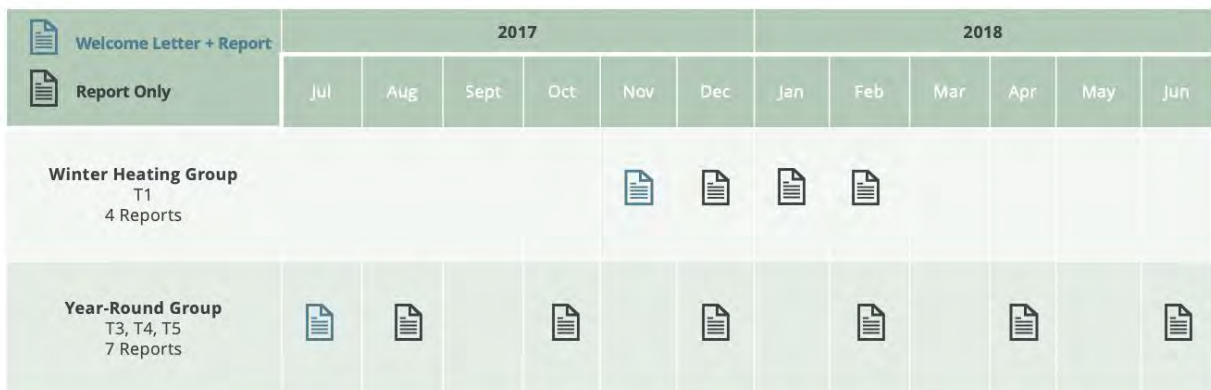 Welcome Letter + Report
Report Only
2017
2018
Jul Aug Sept Oct Nov Dec Jan Feb Mar Apr May Jun
Winter Heating Group
T1
4 Reports
Year-Round Group
T3, T4, T5
7 Reports